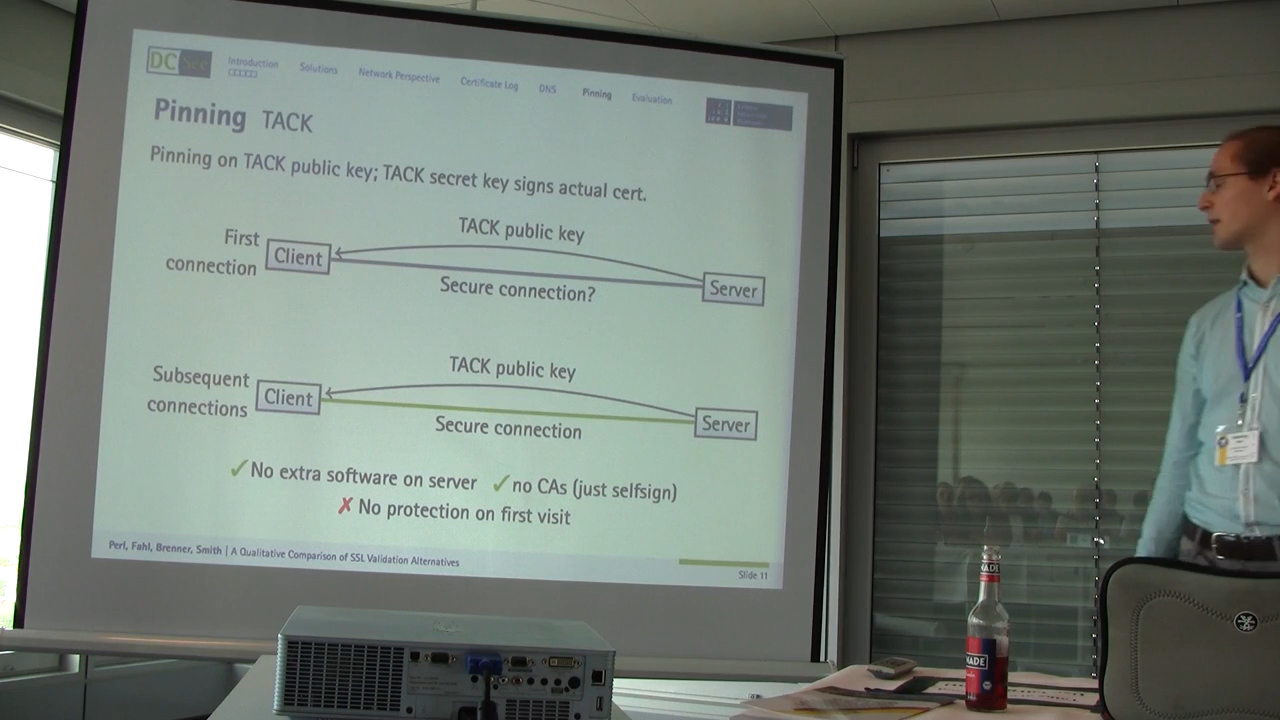 DCSec
Introduction Solutions Network Perspective Certificate Log DNS Pinning Evaluation
Pinning TACK
Pinning on TACK public key; TACK secret key signs actual cert.
First
connection
Client
TACK public key
Secure connection?
Server
Subsequent
connections
Client
TACK public key
Secure connection
Server
✓No extra software on server ✓no CAs (just selfsign)
✗ No protection on first visit
Perl, Fahl, Brenner, Smith | A Qualitative Comparison of SSL Validation Alternatives
Slide 11